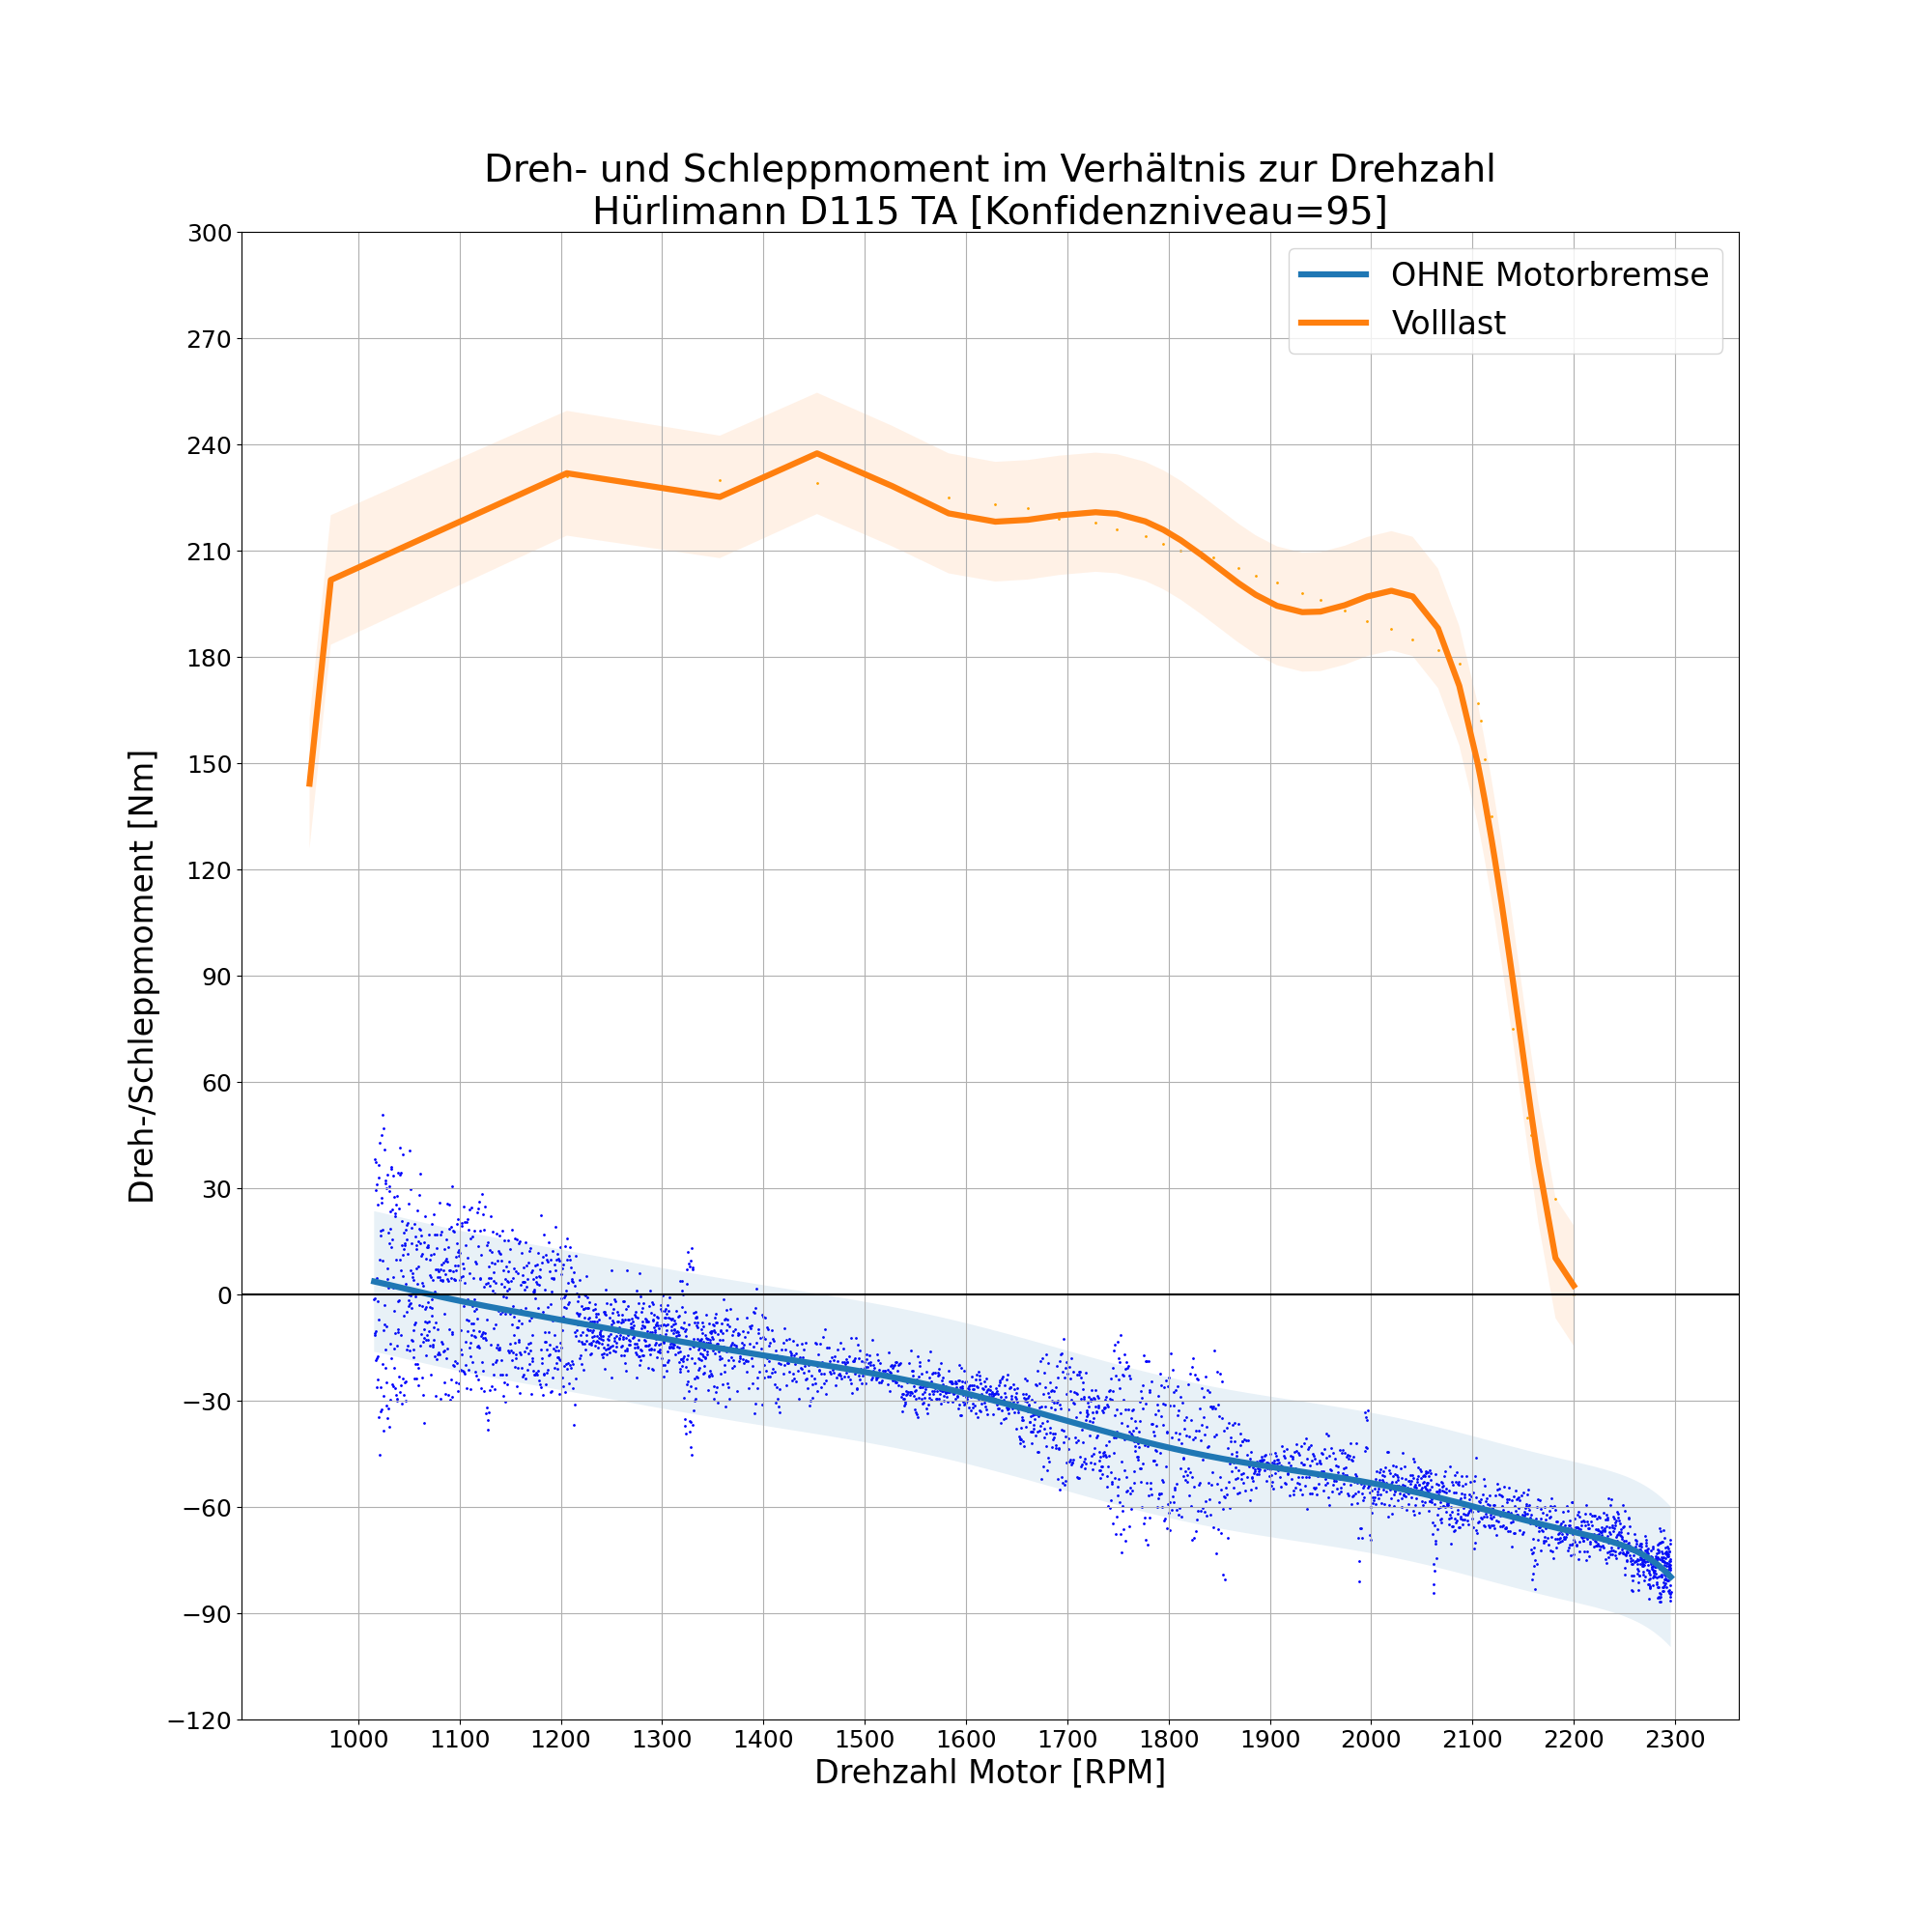 Dreh- und Schleppmoment im Verhältnis zur Drehzahl
Hürlimann D115 TA [Konfidenzniveau=95]
OHNE Motorbremse
Volllast
Dreh-/Schleppmoment [Nm]
300
270
240
210
180
150
120
90
60
30
0
−30
−60
−90
−120
1000 1100 1200 1300 1400 1500 1600 1700 1800 1900 2000 2100 2200 2300
Drehzahl Motor [RPM]